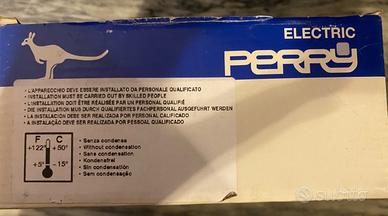 ELECTRIC
PERRY
• L'APPARECCHIO DEVE ESSERE INSTALLATO DA PERSONALE QUALIFICATO
• INSTALLATION MUST BE CARRIED OUT BY SKILLED PEOPLE
• L'INSTALLATION DOIT ÊTRE RÉALISÉE PAR UN PERSONAL QUALIFIÉ
• DIE INSTALLATION MUS DURCH QUALIFIZIERTES FACHPERSONAL AUSGEFÜHRT WERDEN
• LA INSTALACION DEBE SER REALIZADA POR PERSONAL CALIFICADO
• A INSTALAÇÃO DEVE SER REALIZADA POR PESSOAL QUALIFICADO
F C
+122° +50°
+5° -15°
• Senza condensa
• Without condensation
• Sans condensation
• Kondensfrei
• Sin condensación
• Sem condensação
SUBITO